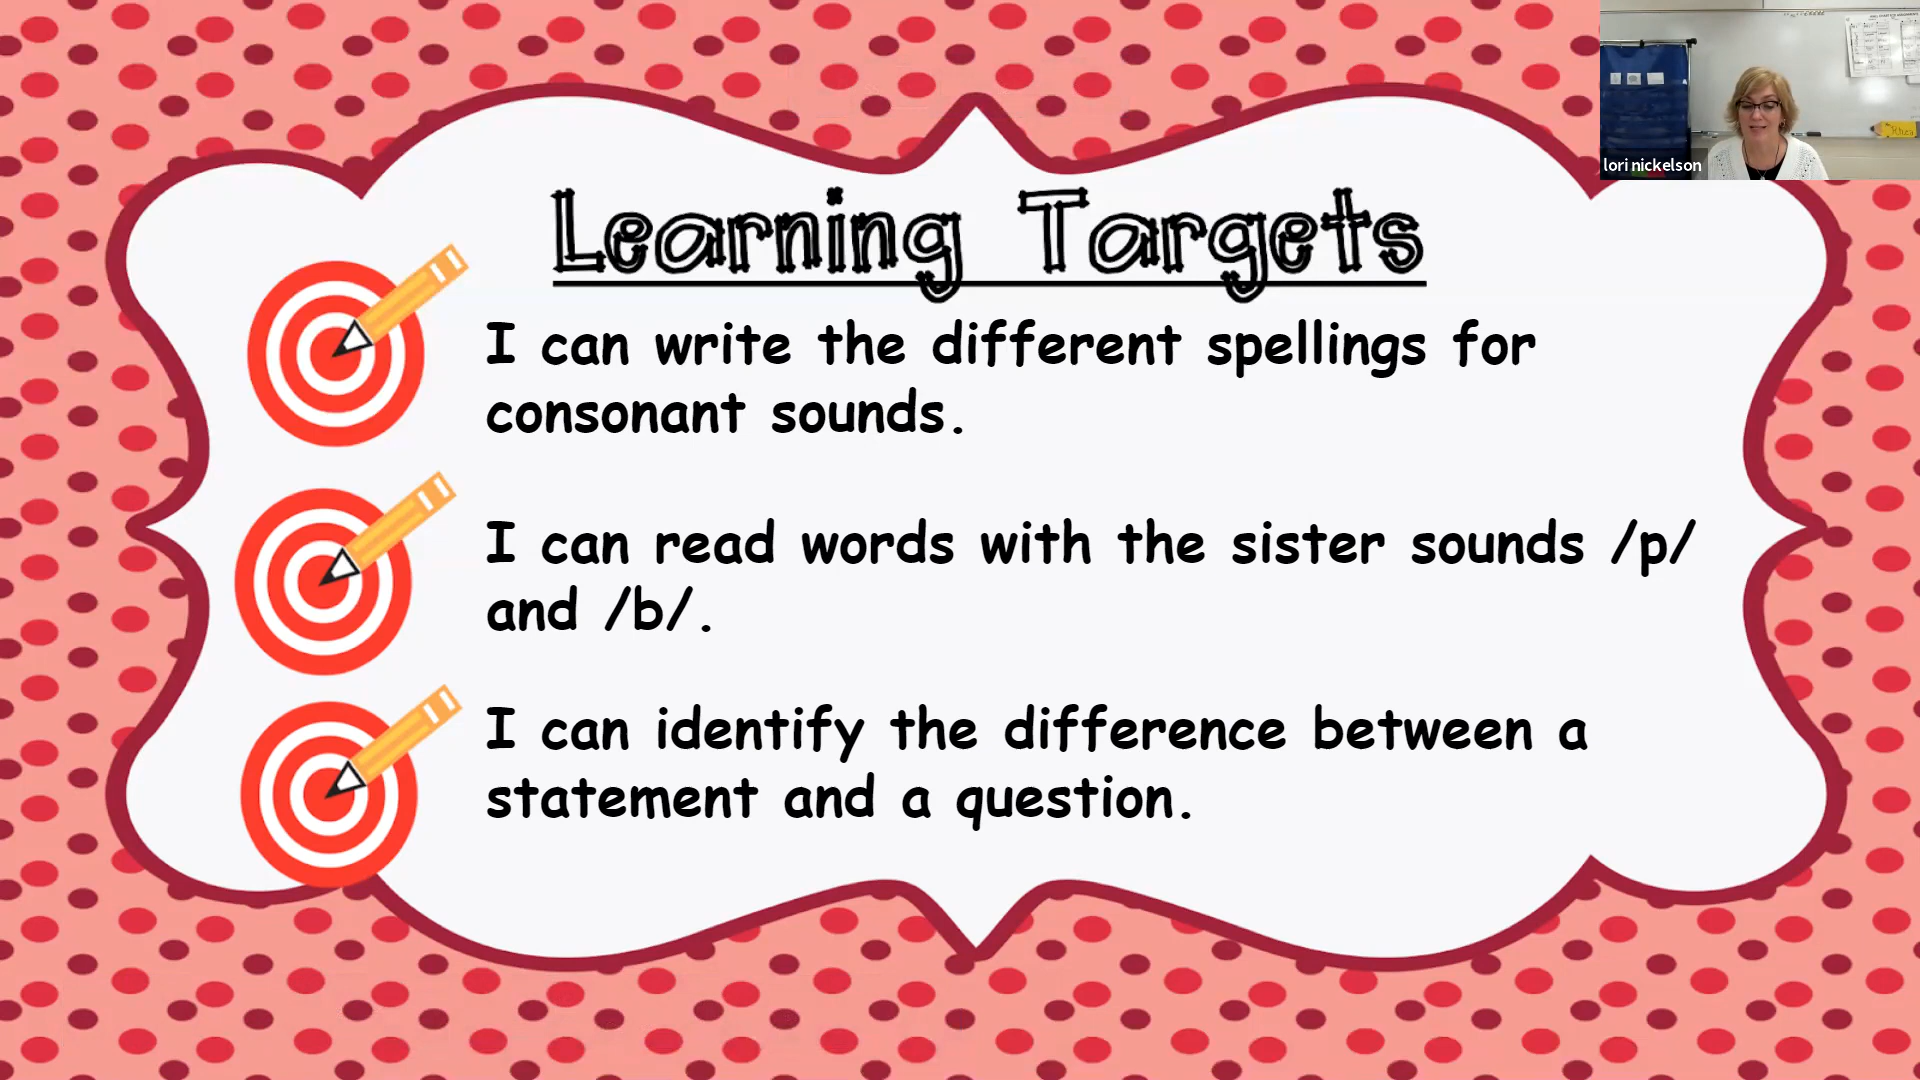 lori nickelson
Learning Targets
I can write the different spellings for
consonant sounds.
I can read words with the sister sounds /p/
and /b/.
I can identify the difference between a
statement and a question.